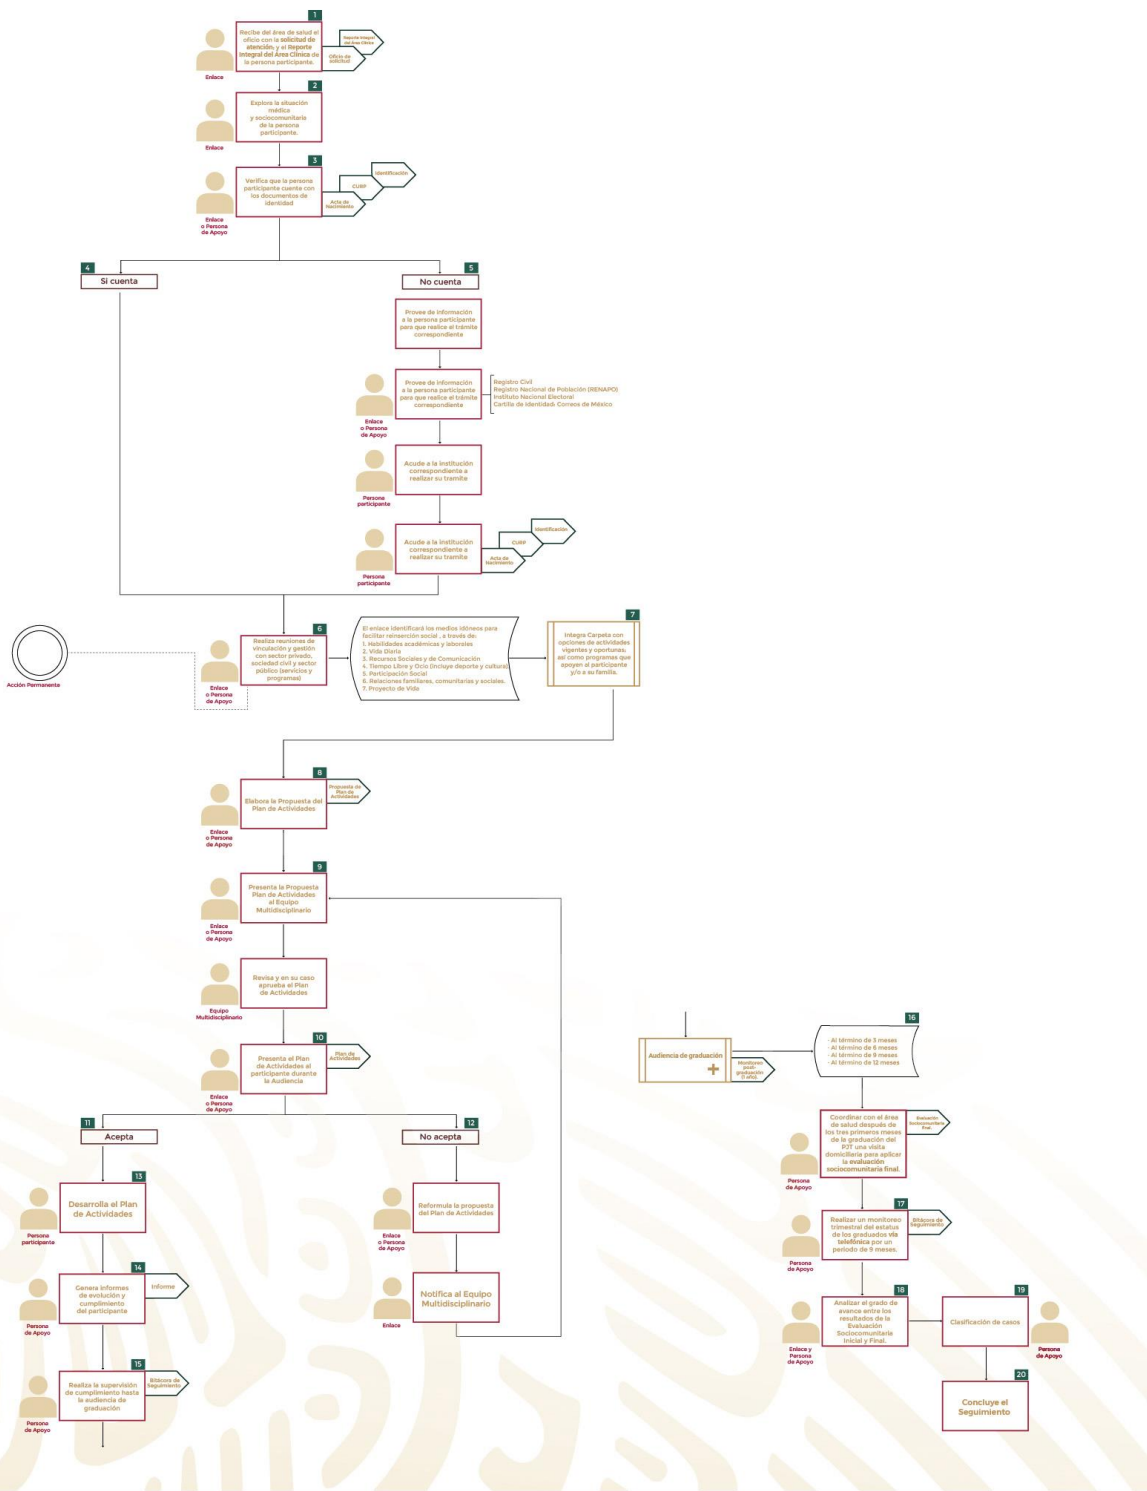 1
Recibe del área de salud el
oficio con la solicitud de
atención; y el Reporte
Integral del Área Clínica de
la persona participante.
Reporte Integral
del Área Clínica
Oficio de
solicitud
Enlace
2
Explora la situación
médica
y sociocomunitaria
de la persona
participante.
Enlace
3
Verifica que la persona
participante cuente con
los documentos de
identidad
Identificación
CURP
Acta de
Nacimiento
Enlace
o Persona
de Apoyo
4
Si cuenta
5
No cuenta
Provee de información
a la persona participante
para que realice el trámite
correspondiente
Provee de información
a la persona participante
para que realice el trámite
correspondiente
Registro Civil
Registro Nacional de Población (RENAPO)
Instituto Nacional Electoral
Cartilla de Identidad: Correos de México
Enlace
o Persona
de Apoyo
Acude a la institución
correspondiente a
realizar su tramite
Persona
participante
Acude a la institución
correspondiente a
realizar su tramite
Identificación
CURP
Acta de
Nacimiento
Persona
participante
Acción Permanente
6
Realiza reuniones de
vinculación y gestión
con sector privado,
sociedad civil y sector
público (servicios y
programas)
Enlace
o Persona
de Apoyo
El enlace identificará los medios idóneos para
facilitar reinserción social , a través de:
1. Habilidades académicas y laborales
2. Vida Diaria
3. Recursos Sociales y de Comunicación
4. Tiempo Libre y Ocio (incluye deporte y cultura)
5. Participación Social
6. Relaciones familiares, comunitarias y sociales.
7. Proyecto de Vida
7
Integra Carpeta con
opciones de actividades
vigentes y oportunas;
así como programas que
apoyen al participante
y/o a su familia.
8
Elabora la Propuesta del
Plan de Actividades
Propuesta de
Plan de
Actividades
Enlace
o Persona
de Apoyo
9
Presenta la Propuesta
Plan de Actividades
al Equipo
Multidisciplinario
Enlace
o Persona
de Apoyo
Revisa y en su caso
aprueba el Plan
de Actividades
Equipo
Multidisciplinario
10
Presenta el Plan
de Actividades al
participante durante
la Audiencia
Plan de
Actividades
Enlace
o Persona
de Apoyo
11
Acepta
12
No acepta
13
Desarrolla el Plan
de Actividades
Persona
participante
Reformula la propuesta
del Plan de Actividades
Enlace
o Persona
de Apoyo
14
Genera informes
de evolución y
cumplimiento
del participante
Informe
Persona
de Apoyo
Notifica al Equipo
Multidisciplinario
Enlace
15
Realiza la supervisión
de cumplimiento hasta
la audiencia de
graduación
Bitácora de
Seguimiento
Persona
de Apoyo
Audiencia de graduación
Monitoreo
post-
graduación
(1 año).
16
- Al término de 3 meses
- Al término de 6 meses
- Al término de 9 meses
- Al término de 12 meses
Coordinar con el área
de salud después de
los tres primeros meses
de la graduación del
PJT una visita
domiciliaria para aplicar
la evaluación
sociocomunitaria final.
Evaluación
Sociocomunitaria
final.
Persona
de Apoyo
17
Realizar un monitoreo
trimestral del estatus
de los graduados vía
telefónica por un
periodo de 9 meses.
Bitácora de
Seguimiento
Persona
de Apoyo
18
Analizar el grado de
avance entre los
resultados de la
Evaluación
Sociocomunitaria
Inicial y Final.
Enlace y
Persona
de Apoyo
19
Clasificación de casos
Persona
de Apoyo
20
Concluye el
Seguimiento